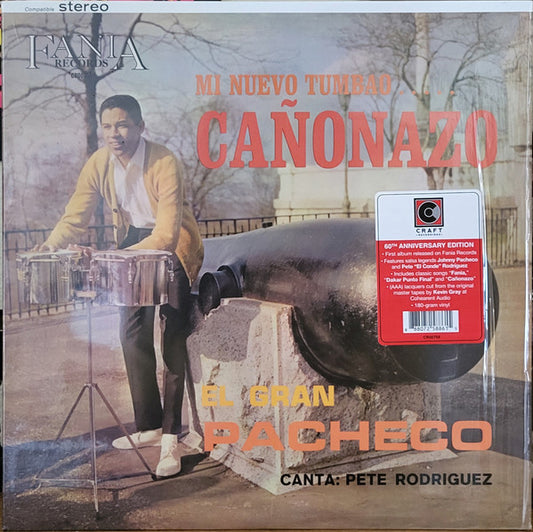 Compatible stereo
FANIA
RECORDS
MI NUEVO TUMBAO.....
CAÑONAZO
CRAFT
RECORDINGS
60TH ANNIVERSARY EDITION
• First album released on Fania Records
• Features salsa legends Johnny Pacheco
and Pete "El Conde" Rodriguez
• Includes classic songs "Fania,"
"Dakar Punto Final" and "Cañonazo"
• (AAA) lacquers cut from the original
master tapes by Kevin Gray at
Cohearent Audio
• 180-gram vinyl
EL GRAN
PACHECO
CANTA: PETE RODRIGUEZ